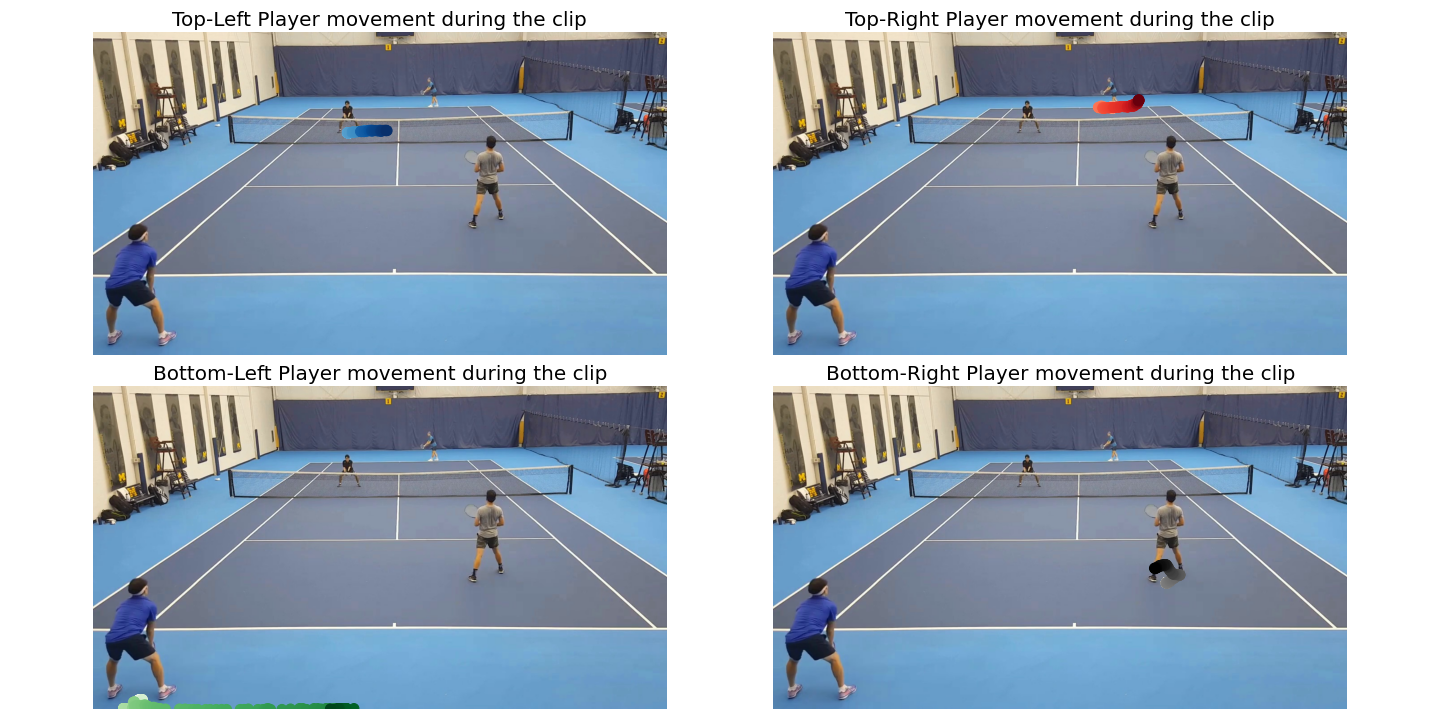 Top-Left Player movement during the clip
Top-Right Player movement during the clip
Bottom-Left Player movement during the clip
Bottom-Right Player movement during the clip